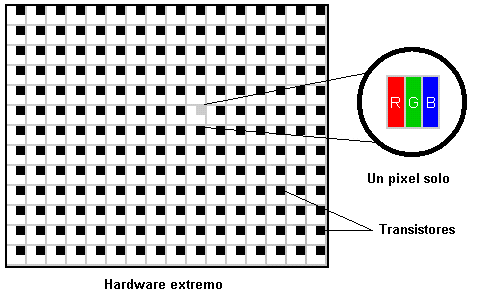 R G B
Un pixel solo
Transistores
Hardware extremo